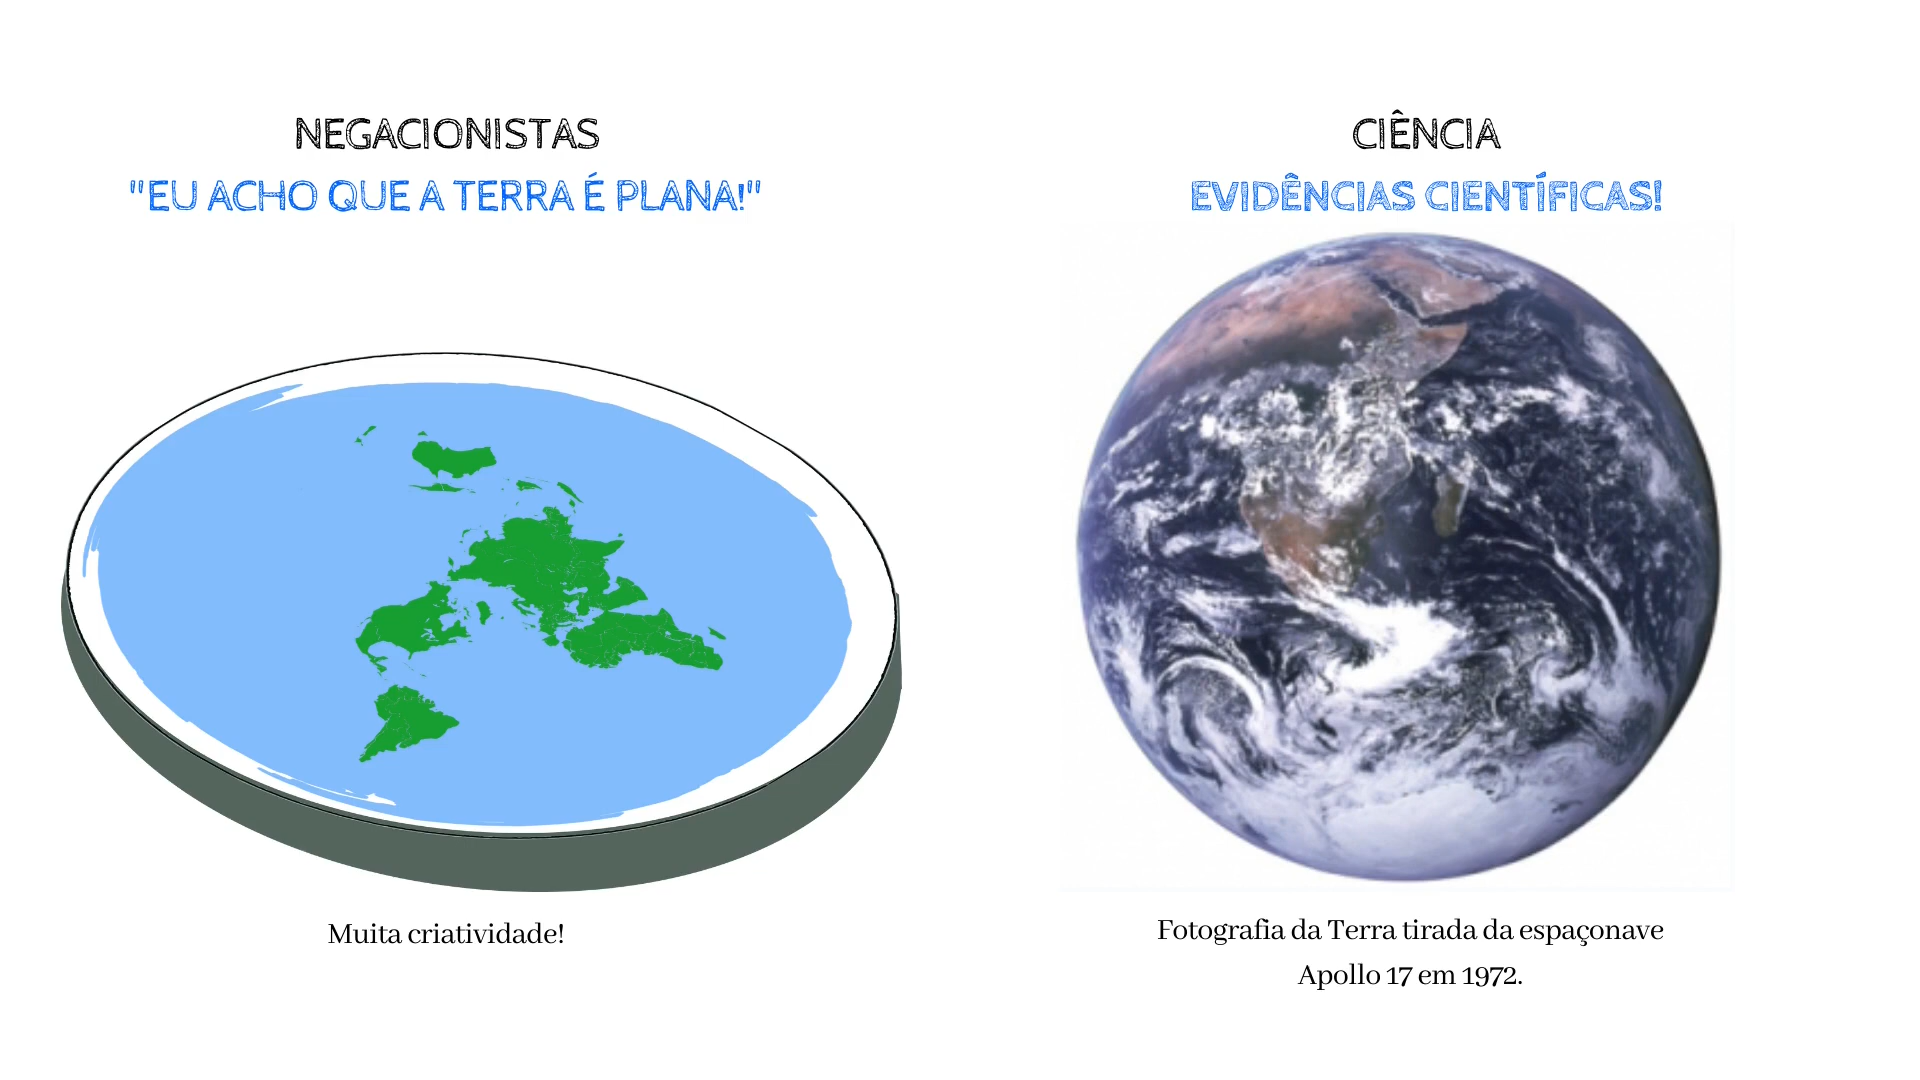 NEGACIONISTAS
"EU ACHO QUE A TERRA É PLANA!"
Muita criatividade!
CIÊNCIA
EVIDÊNCIAS CIENTÍFICAS!
Fotografia da Terra tirada da espaçonave
Apollo 17 em 1972.